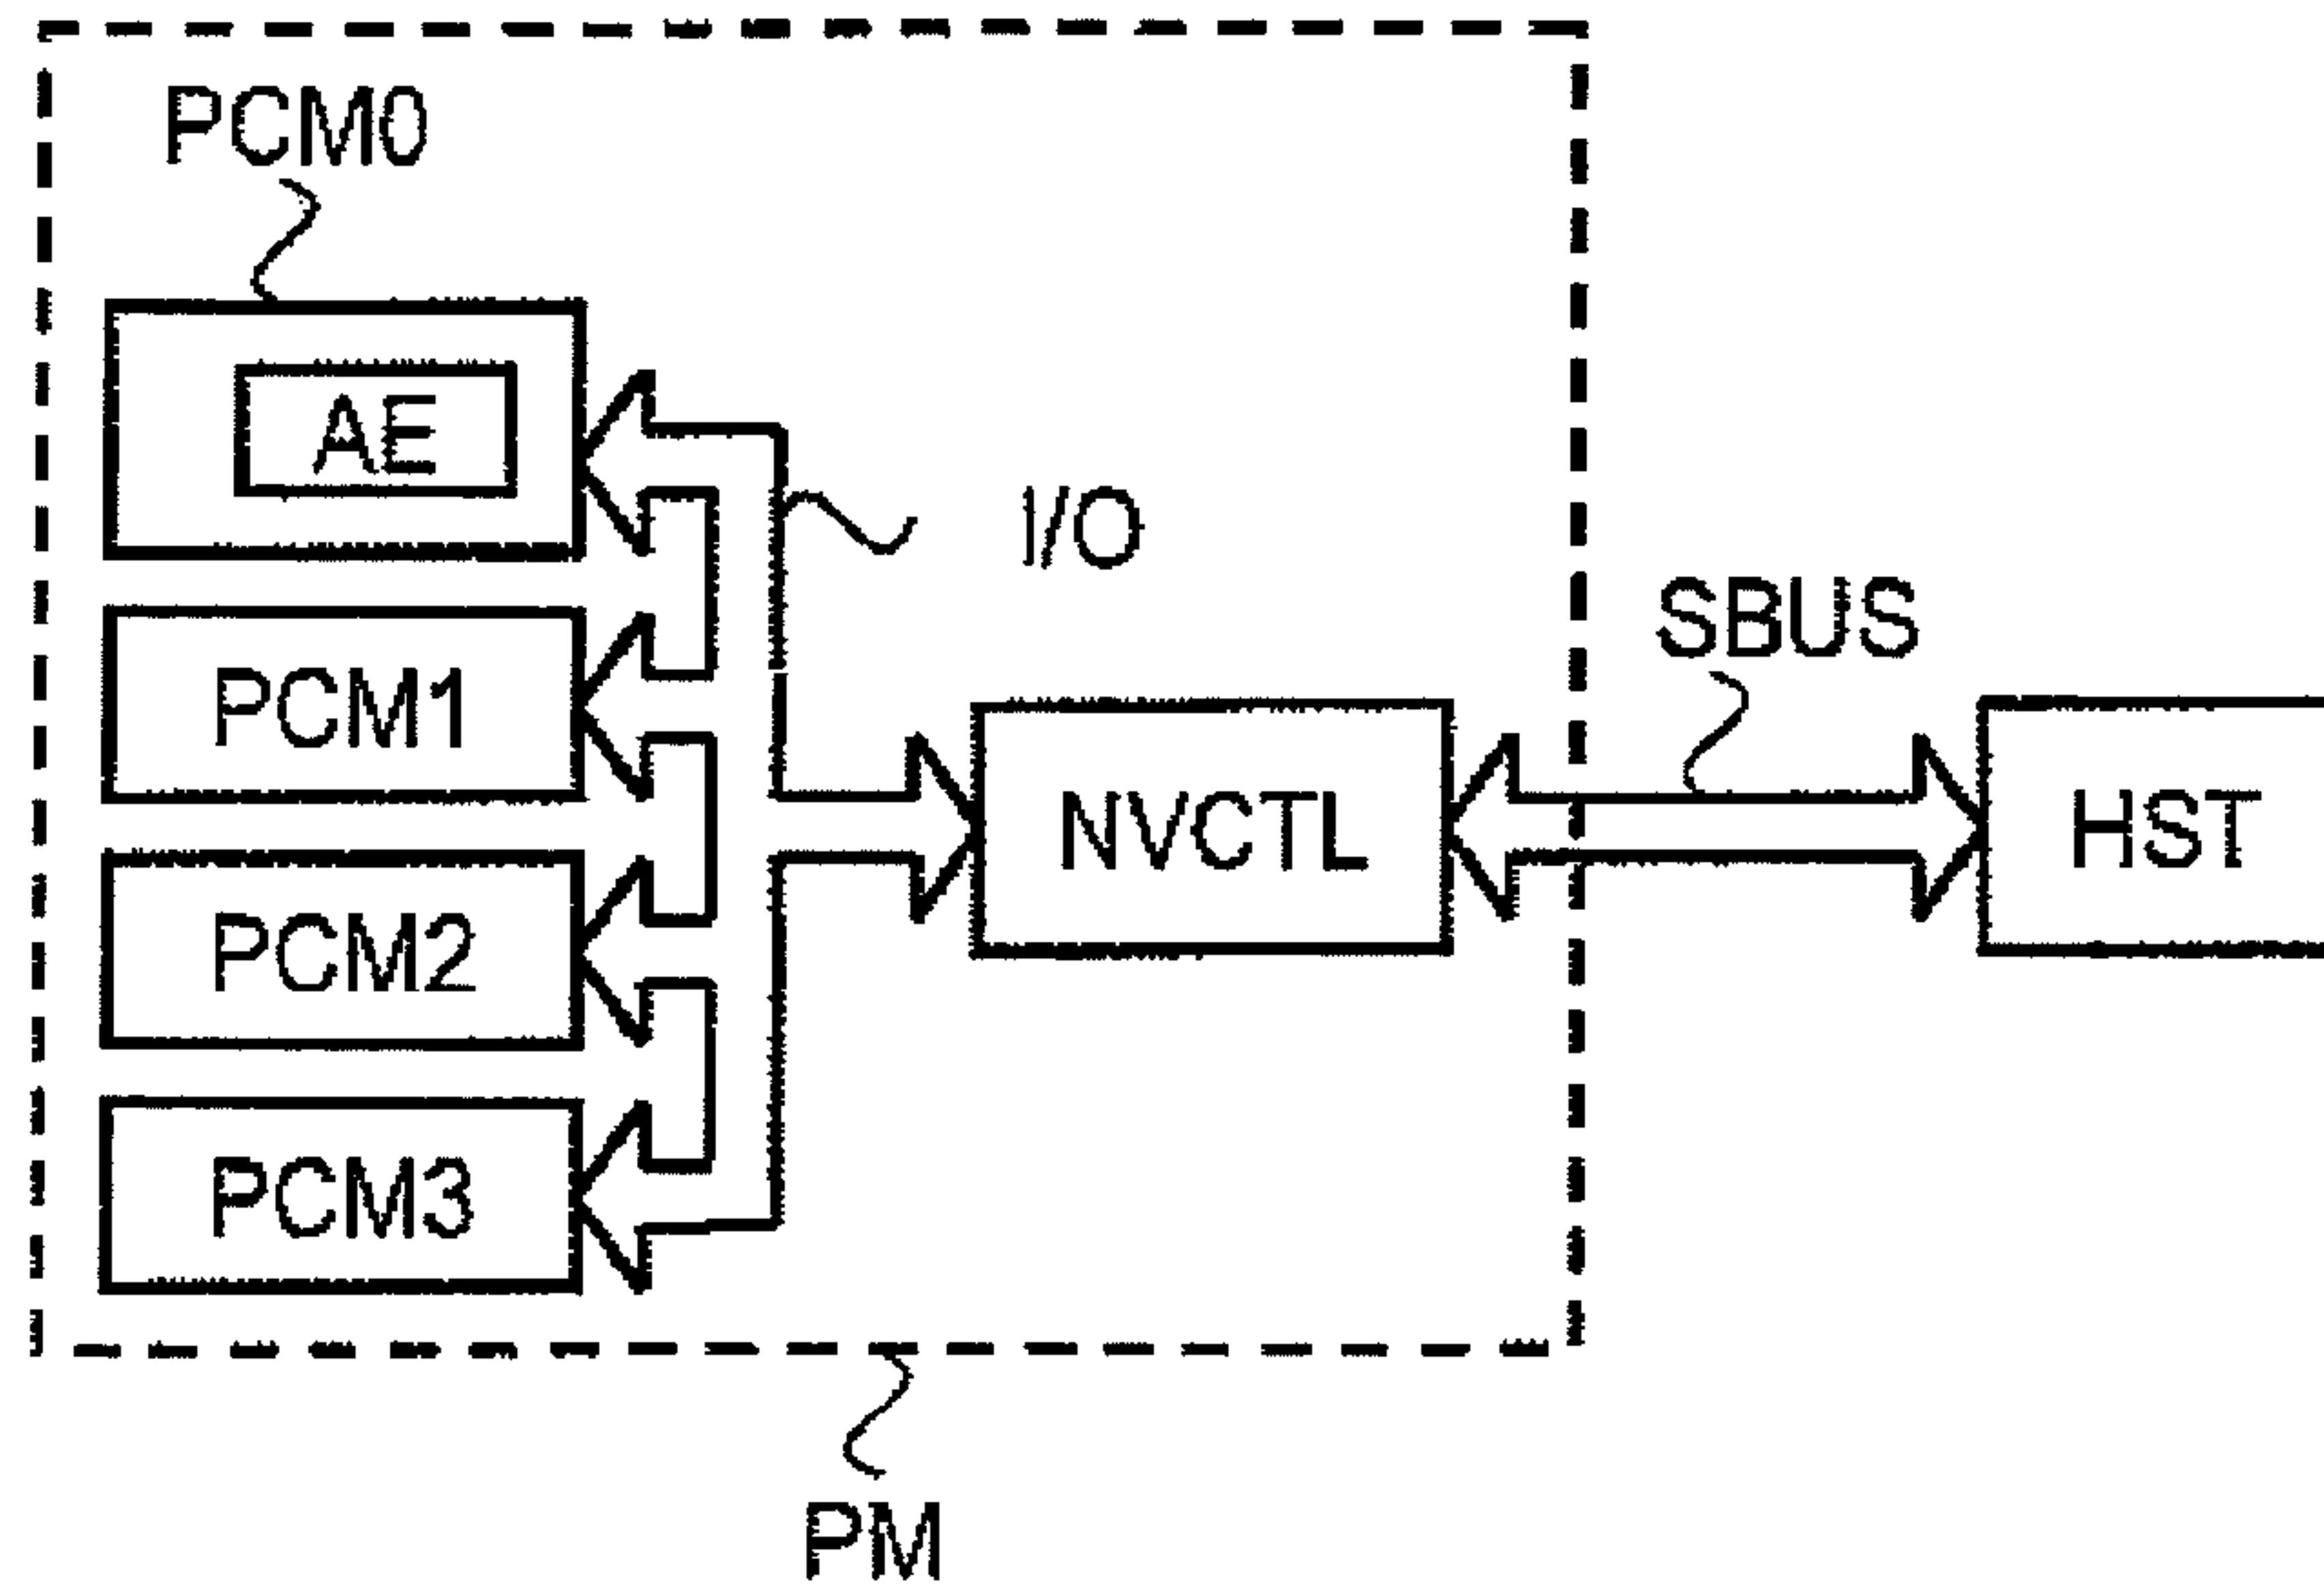 PCM0
AE
I/O
SBUS
PCM1
NVCTL
HST
PCM2
PCM3
PM